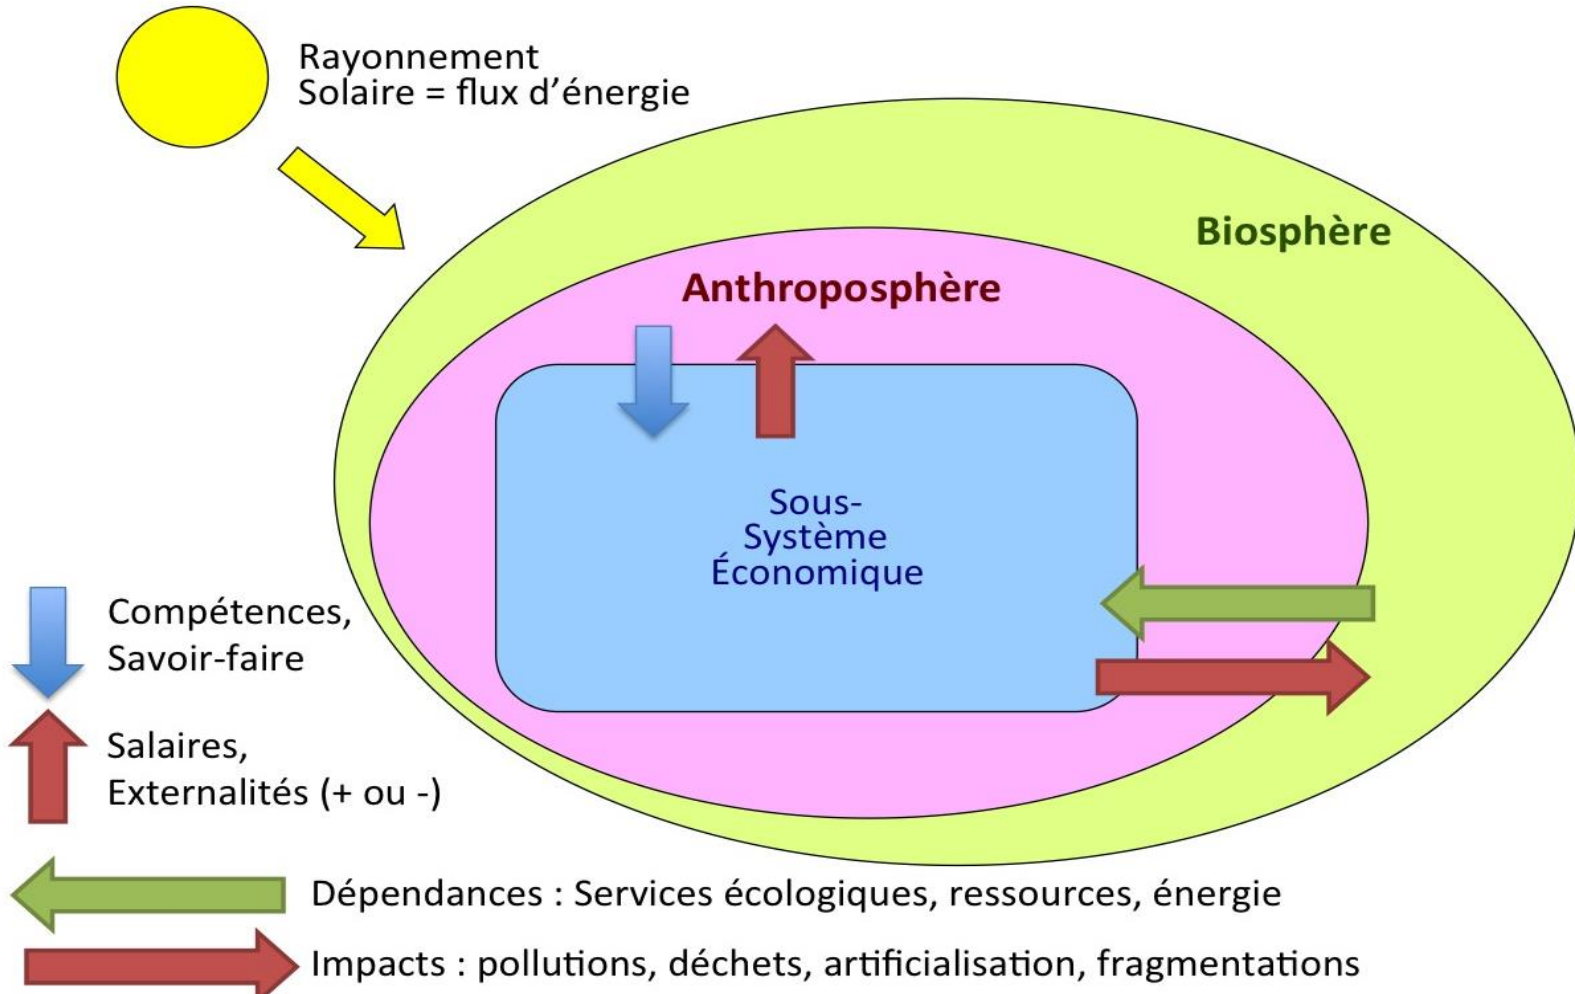 Rayonnement
Solaire = flux d’énergie
Biosphère
Anthroposphère
Sous-
Système
Économique
Compétences,
Savoir-faire
Salaires,
Externalités (+ ou -)
Dépendances : Services écologiques, ressources, énergie
Impacts : pollutions, déchets, artificialisation, fragmentations